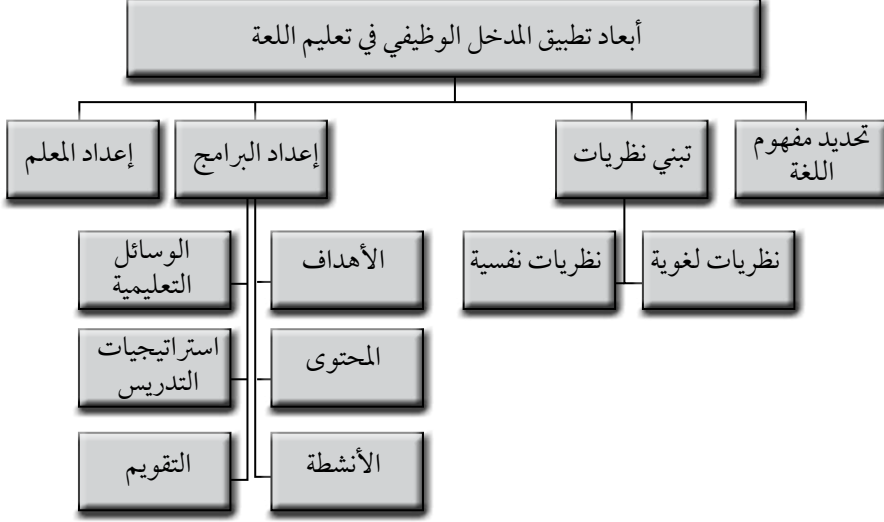 أبعاد تطبيق المدخل الوظيفي في تعليم اللعة
تحديد مفهوم
اللغة
تبني نظريات
إعداد البرامج
إعداد المعلم
نظريات لغوية
نظريات نفسية
الأهداف
الوسائل
التعليمية
المحتوى
استراتيجيات
التدريس
الأنشطة
التقويم